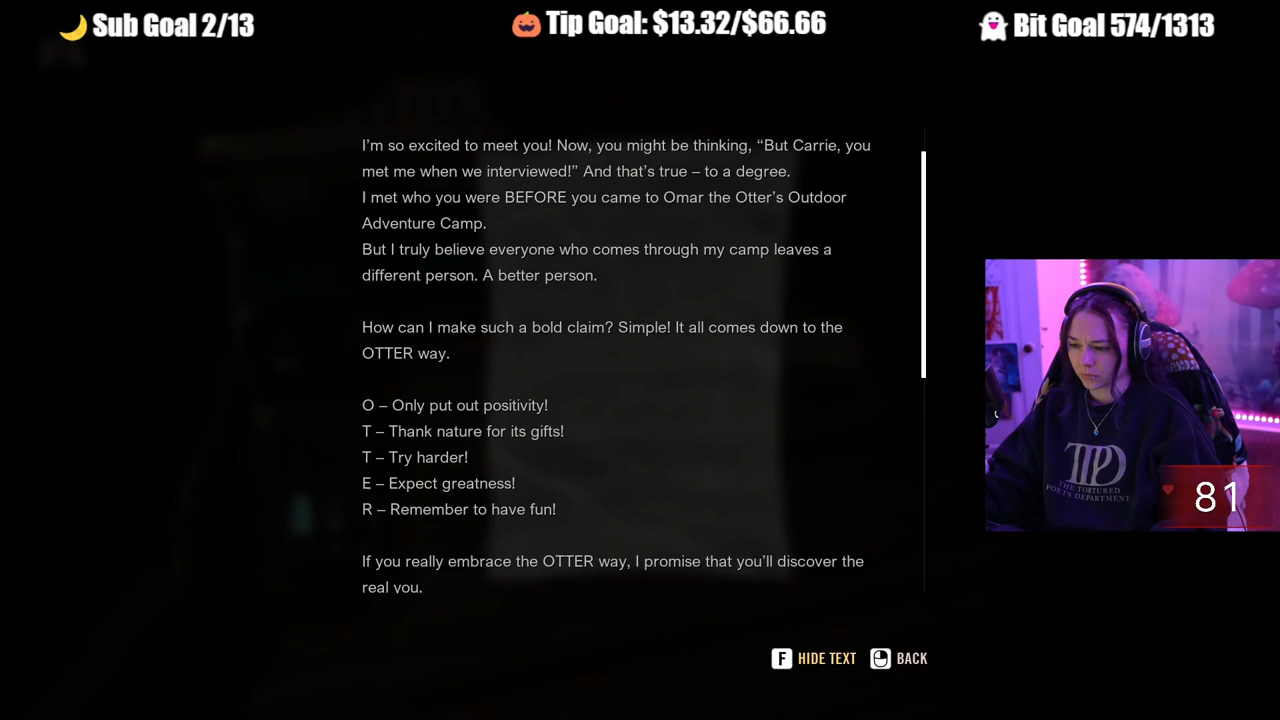 🌙 Sub Goal 2/13
🎃 Tip Goal: $13.32/$66.66
👻 Bit Goal 574/1313
I’m so excited to meet you! Now, you might be thinking, “But Carrie, you
met me when we interviewed!” And that’s true – to a degree.
I met who you were BEFORE you came to Omar the Otter’s Outdoor
Adventure Camp.
But I truly believe everyone who comes through my camp leaves a
different person. A better person.
How can I make such a bold claim? Simple! It all comes down to the
OTTER way.
O – Only put out positivity!
T – Thank nature for its gifts!
T – Try harder!
E – Expect greatness!
R – Remember to have fun!
If you really embrace the OTTER way, I promise that you’ll discover the
real you.
TTPD
THE TORTURED
POETS DEPARTMENT
81
F HIDE TEXT
BACK